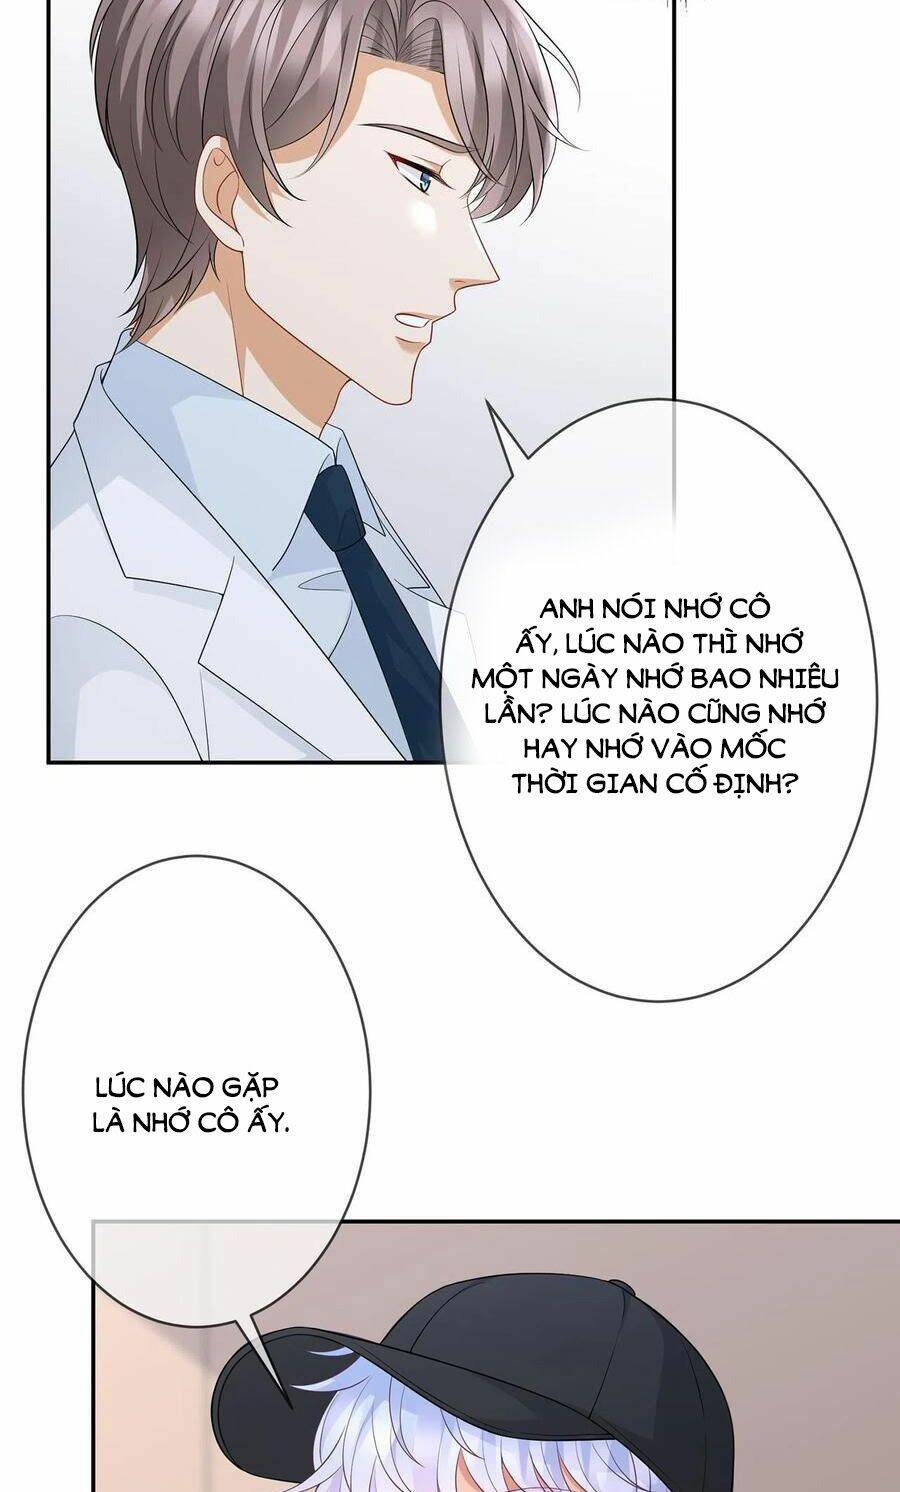 ANH NÓI NHỚ CÔ
ẤY, LÚC NÀO THÌ NHỚ
MỘT NGÀY NHỚ BAO NHIÊU
LẦN? LÚC NÀO CŨNG NHỚ
HAY NHỚ VÀO MỐC
THỜI GIAN CỐ ĐỊNH?
LÚC NÀO GẶP
LÀ NHỚ CÔ ẤY.